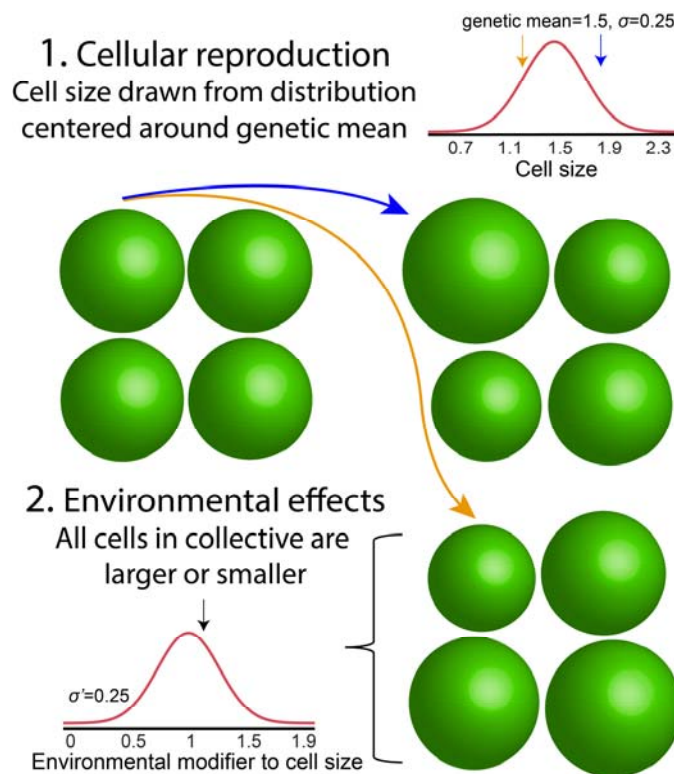 genetic mean=1.5, σ=0.25
1. Cellular reproduction
Cell size drawn from distribution
centered around genetic mean
0.7 1.1 1.5 1.9 2.3
Cell size
2. Environmental effects
All cells in collective are
larger or smaller
σ'=0.25
0 0.5 1 1.5 1.9
Environmental modifier to cell size